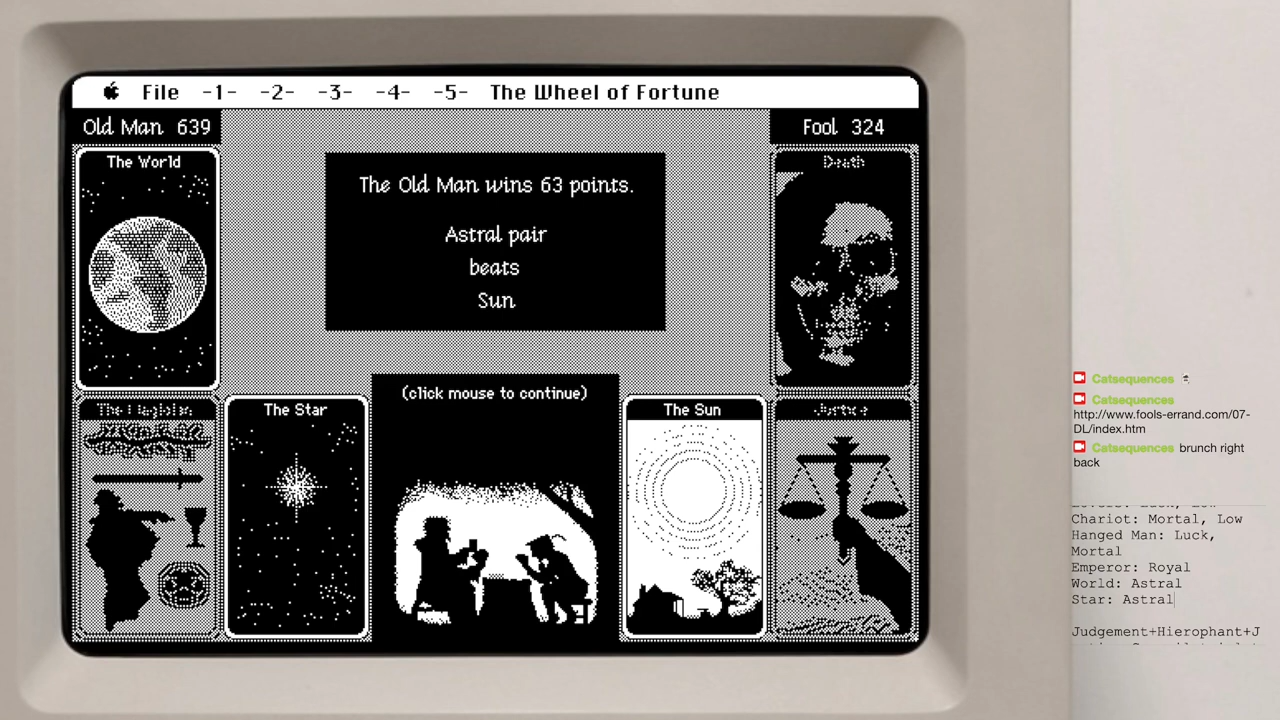 File -1- -2- -3- -4- -5- The Wheel of Fortune
Old Man 639
Fool 324
The World
Death
The Old Man wins 63 points.
Astral pair
beats
Sun
(click mouse to continue)
The Star
The Sun
Justice
Catsequences
Catsequences
http://www.fools-errand.com/07-
DL/index.htm
Catsequences brunch right
back
Chariot: Mortal, Low
Hanged Man: Luck,
Mortal
Emperor: Royal
World: Astral
Star: Astral
Judgement+Hierophant+J